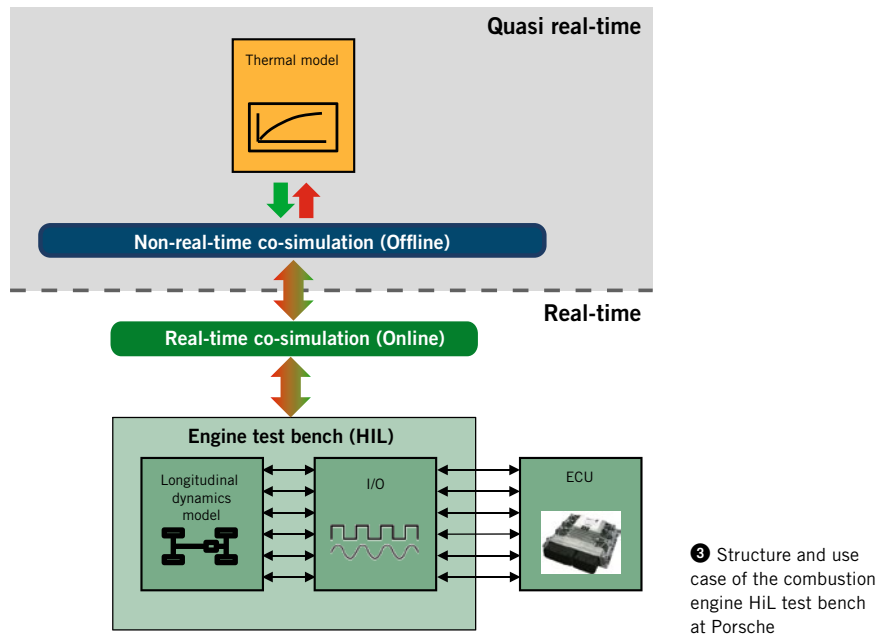 Quasi real-time
Thermal model
Non-real-time co-simulation (Offline)
Real-time
Real-time co-simulation (Online)
Engine test bench (HIL)
Longitudinal
dynamics
model
I/O
ECU
❸ Structure and use
case of the combustion
engine HiL test bench
at Porsche